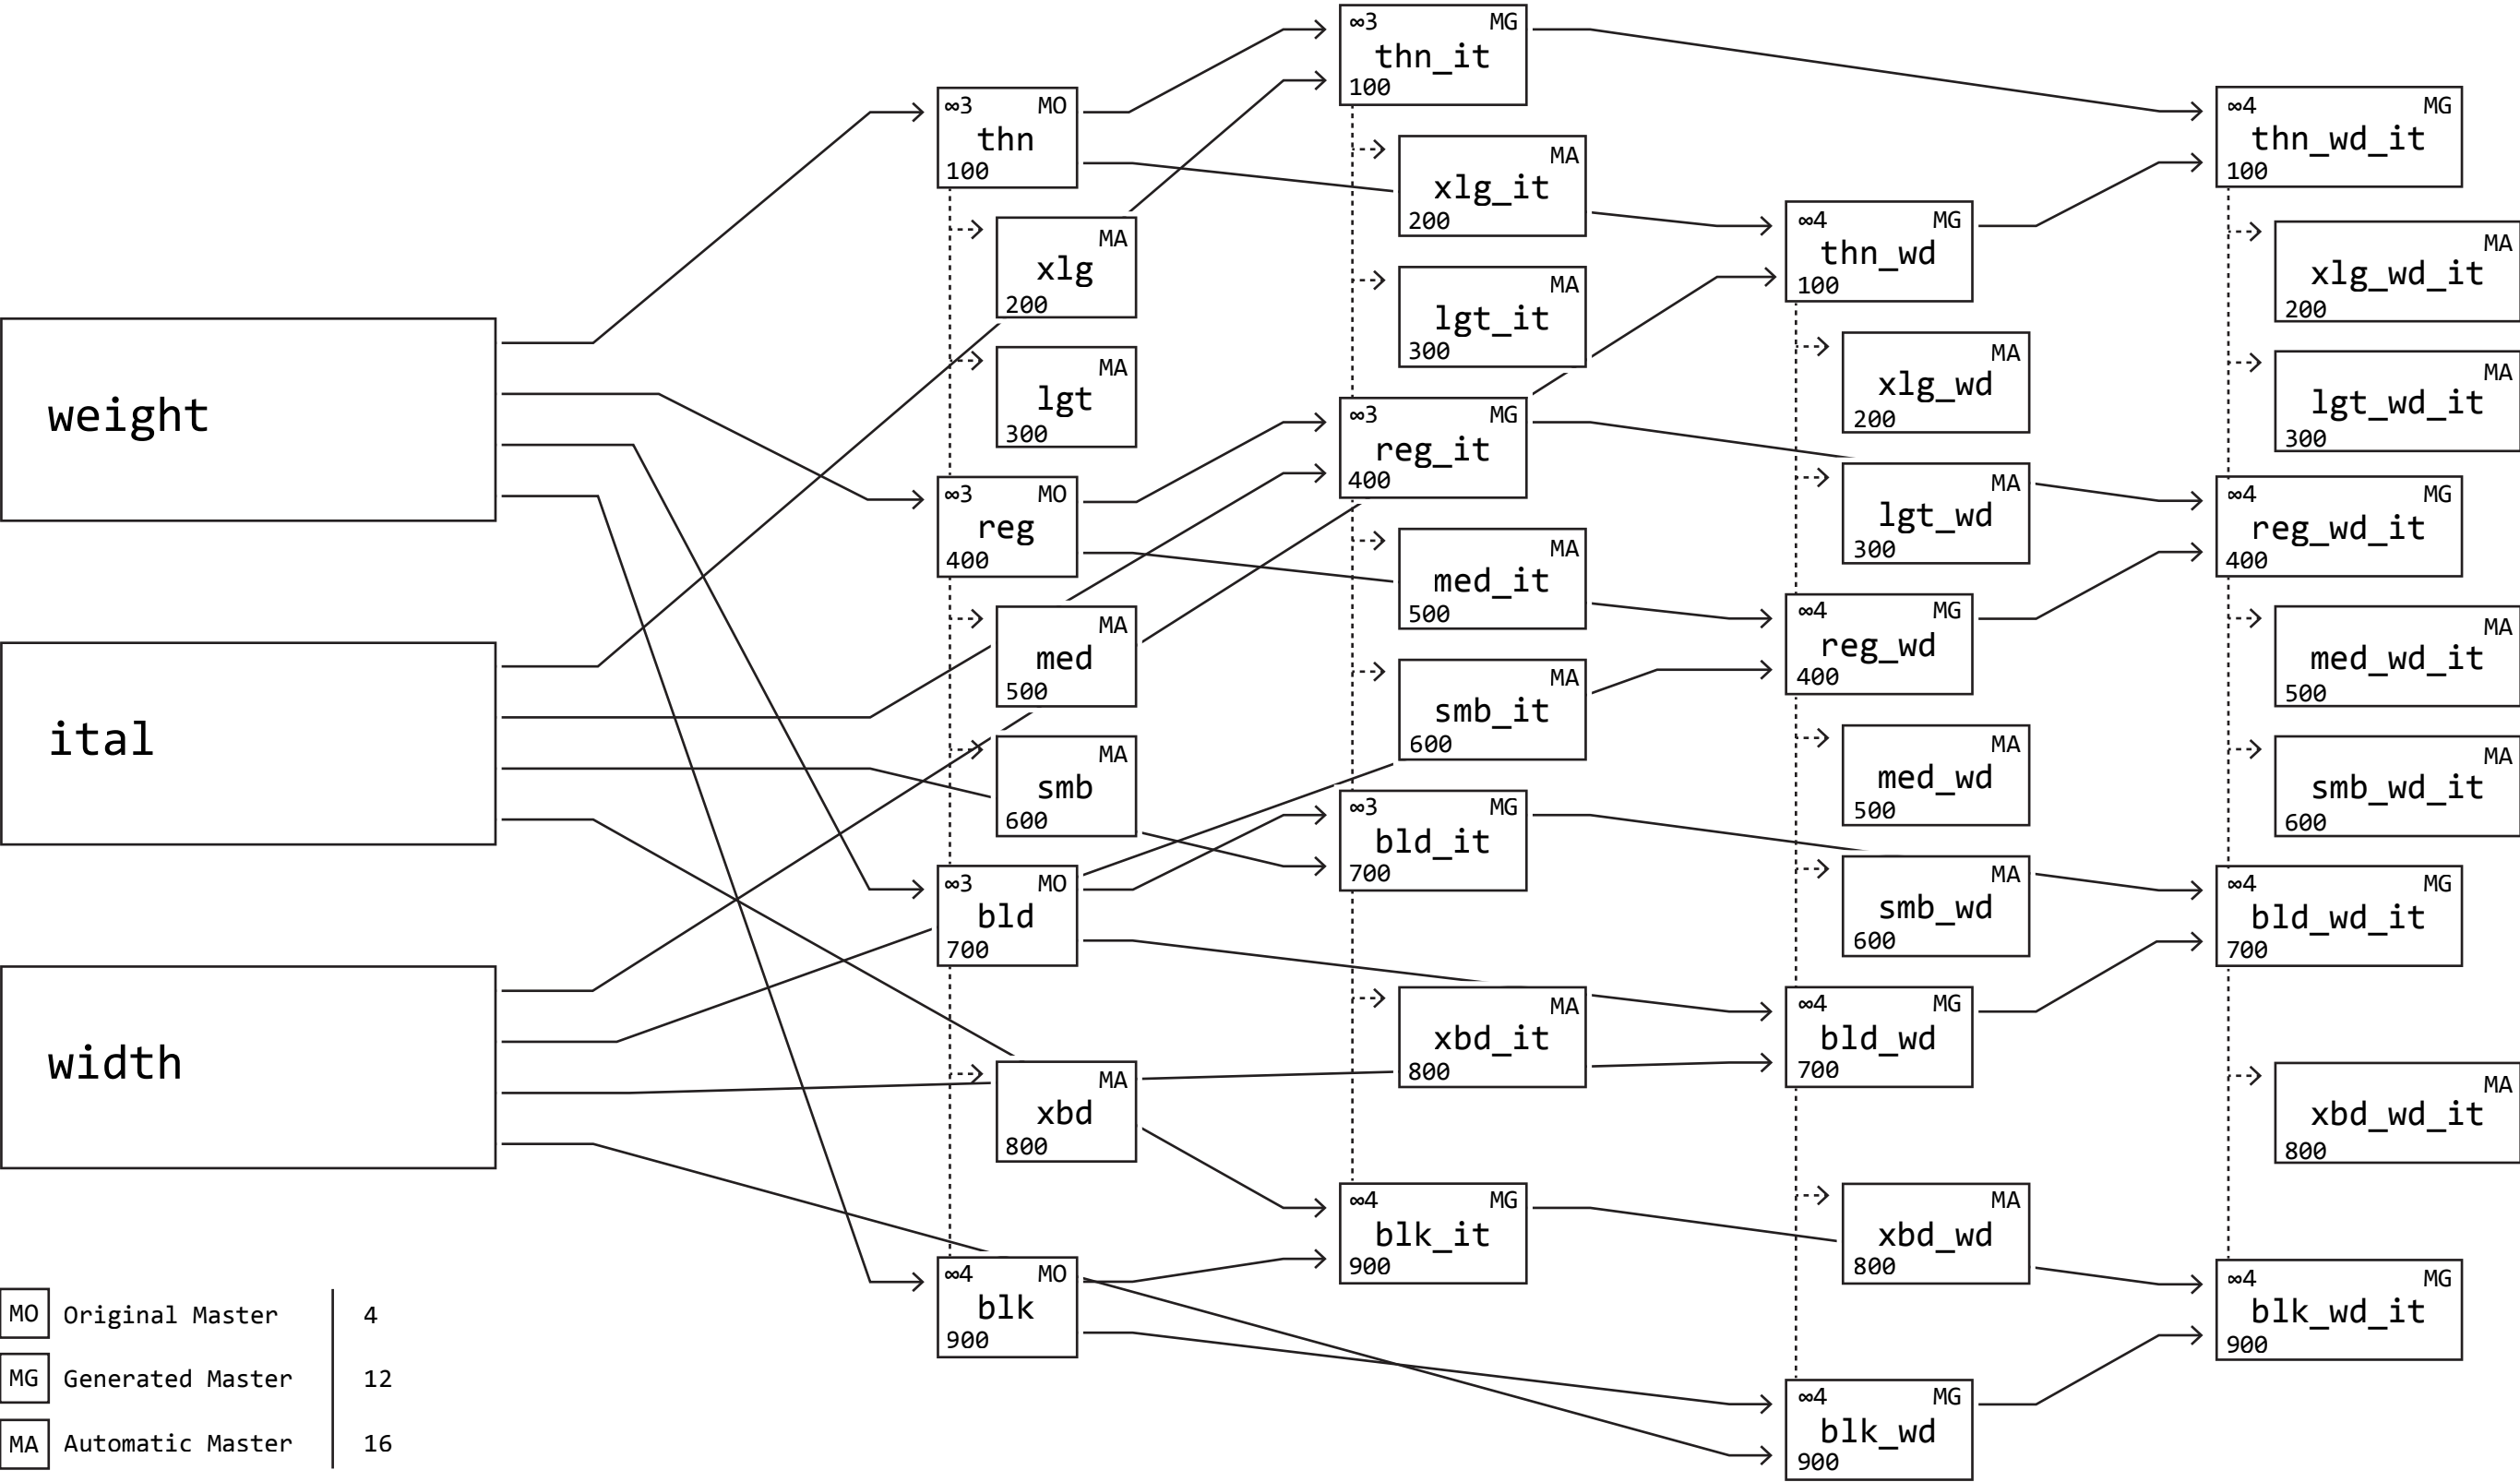 weight
ital
width
MO Original Master 4
MG Generated Master 12
MA Automatic Master 16
∞3 MO
thn
100
MA
xlg
200
MA
lgt
300
∞3 MO
reg
400
MA
med
500
MA
smb
600
∞3 MO
bld
700
MA
xbd
800
∞4 MO
blk
900
∞3 MG
thn_it
100
MA
xlg_it
200
MA
lgt_it
300
∞3 MG
reg_it
400
MA
med_it
500
MA
smb_it
600
∞3 MG
bld_it
700
MA
xbd_it
800
∞4 MG
blk_it
900
∞4 MG
thn_wd
100
MA
xlg_wd
200
MA
lgt_wd
300
∞4 MG
reg_wd
400
MA
med_wd
500
MA
smb_wd
600
∞4 MG
bld_wd
700
MA
xbd_wd
800
∞4 MG
blk_wd
900
∞4 MG
thn_wd_it
100
MA
xlg_wd_it
200
MA
lgt_wd_it
300
∞4 MG
reg_wd_it
400
MA
med_wd_it
500
MA
smb_wd_it
600
∞4 MG
bld_wd_it
700
MA
xbd_wd_it
800
∞4 MG
blk_wd_it
900